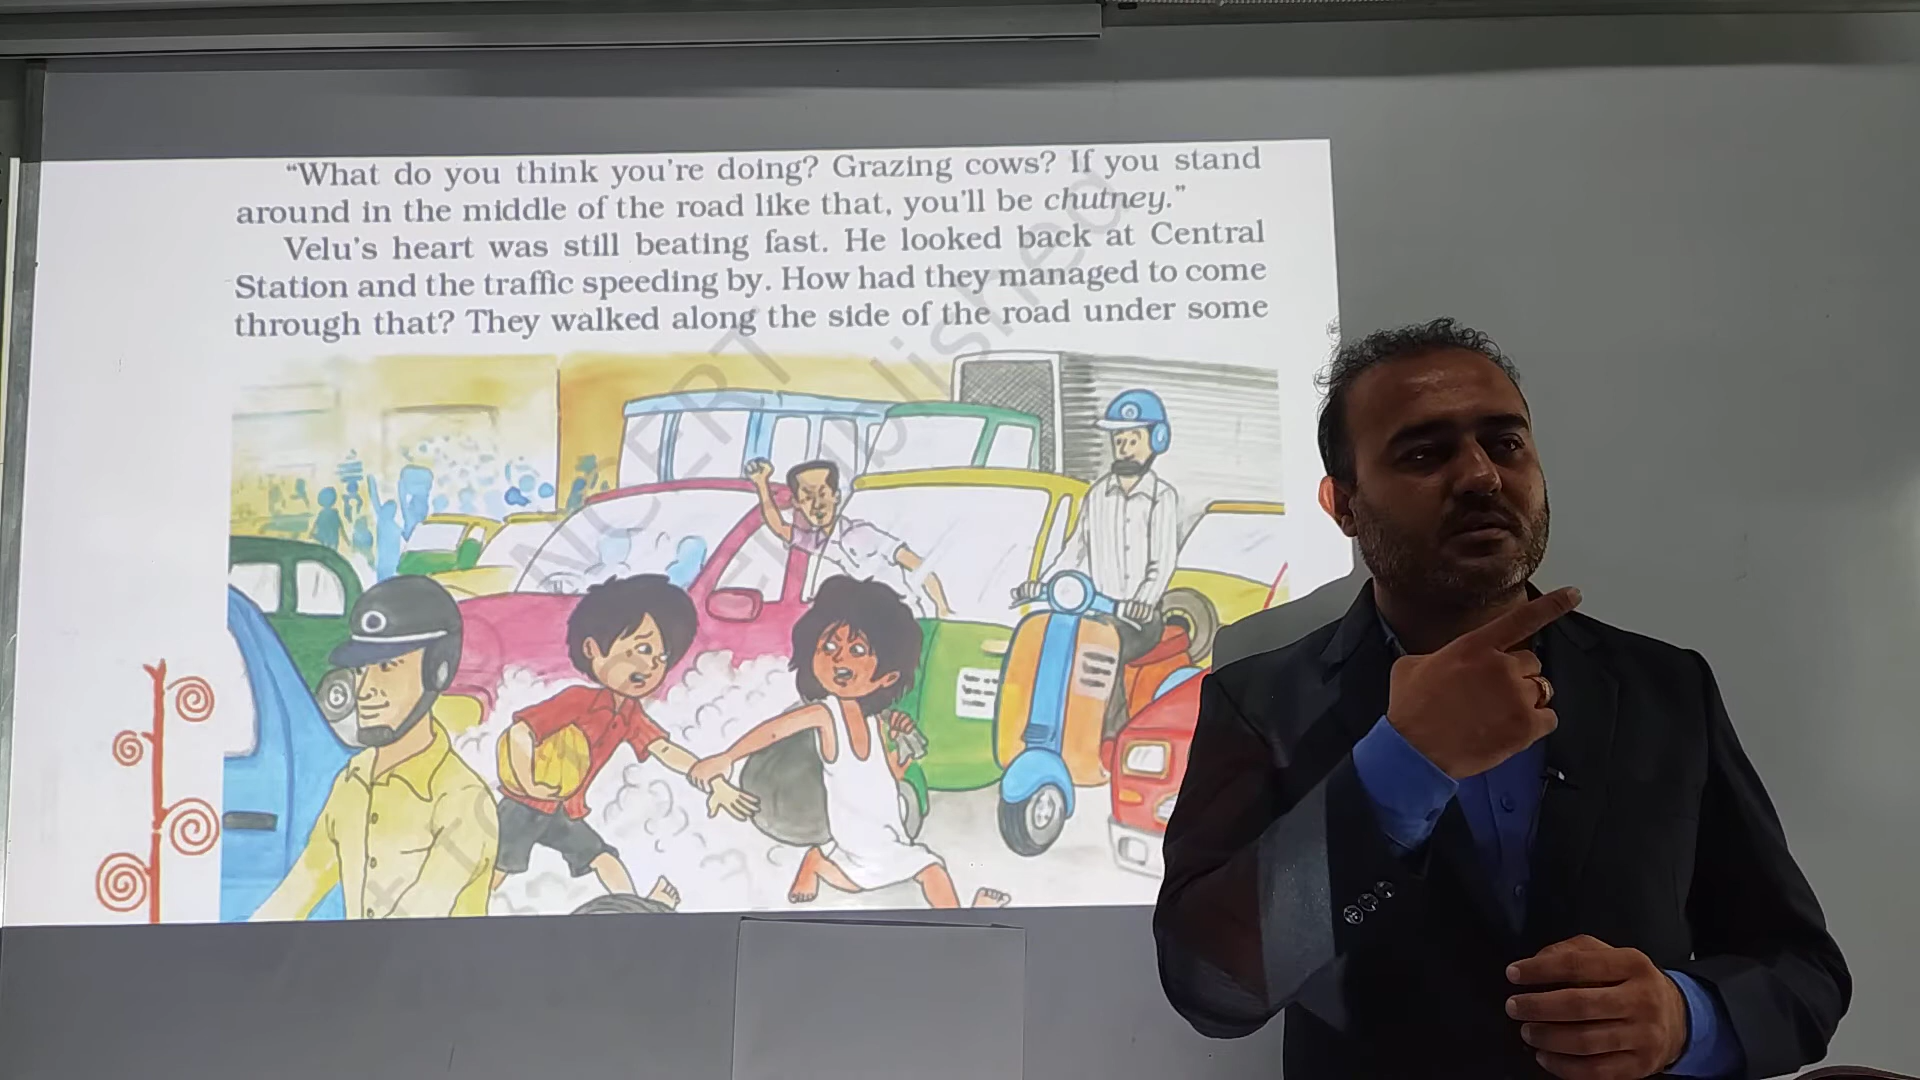 “What do you think you’re doing? Grazing cows? If you stand
around in the middle of the road like that, you’ll be chutney.”
Velu’s heart was still beating fast. He looked back at Central
Station and the traffic speeding by. How had they managed to come
through that? They walked along the side of the road under some
NCERT